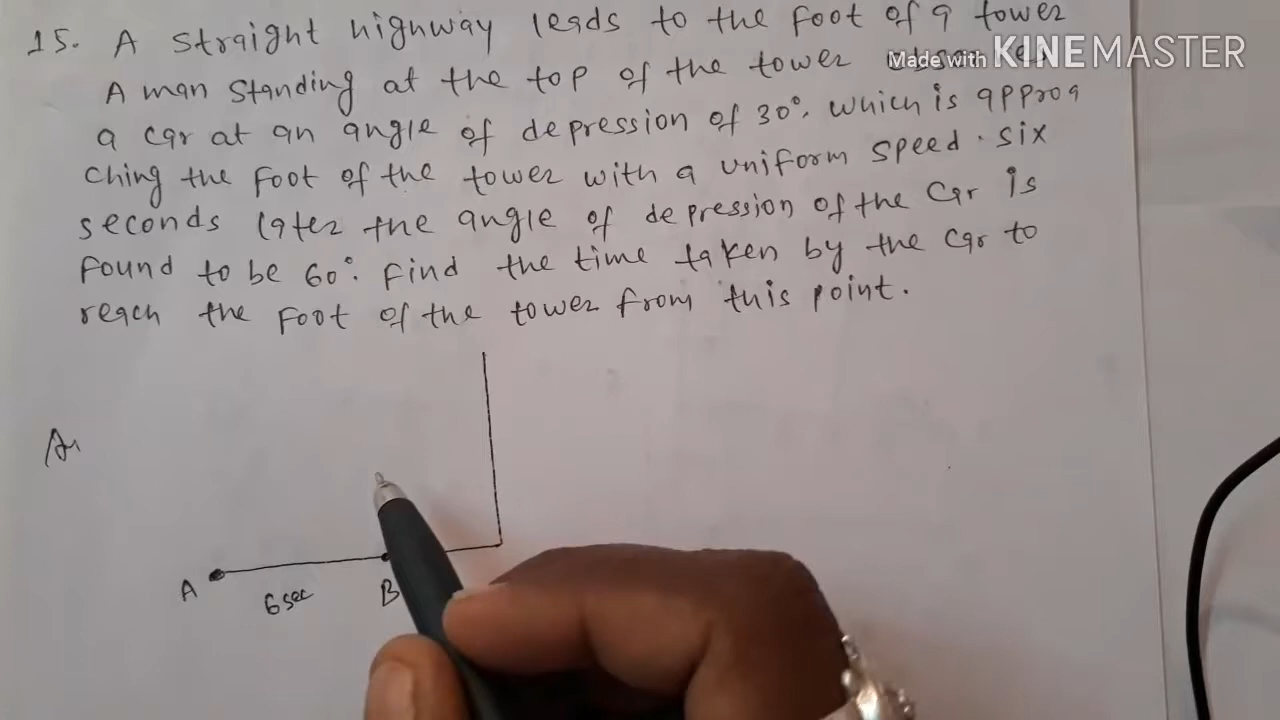 15. A straight highway leads to the foot of a tower
A man standing at the top of the tower
Made with KINEMASTER
a car at an angle of depression of 30°. which is approa
ching the foot of the tower with a uniform speed. six
seconds later the angle of depression of the car is
found to be 60°. Find the time taken by the car to
reach the foot of the tower from this point.
A
6 sec
B